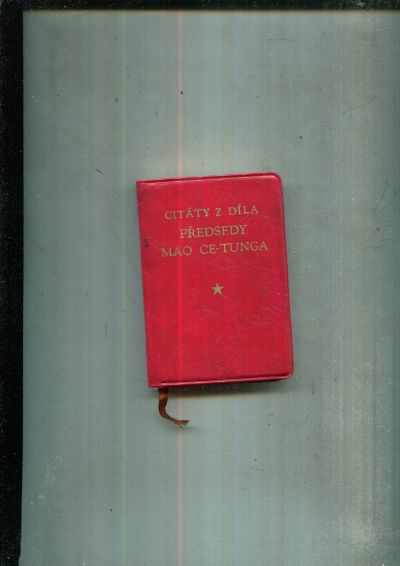 CITÁTY Z DÍLA
PŘEDSEDY
MAO CE-TUNGA